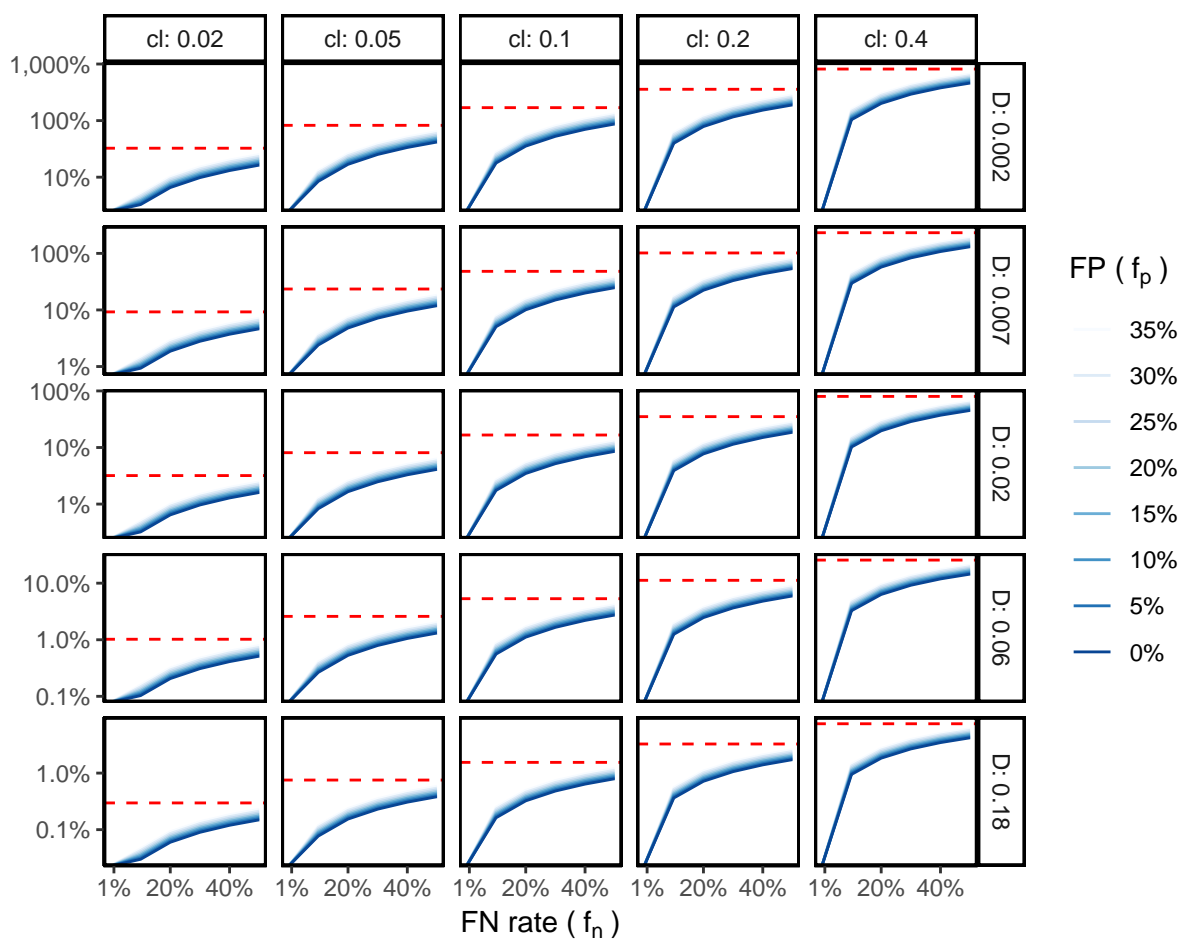 cl: 0.02 cl: 0.05 cl: 0.1 cl: 0.2 cl: 0.4
1,000%
100%
10%
D: 0.002
100%
10%
1%
D: 0.007
100%
10%
1%
D: 0.02
10.0%
1.0%
0.1%
D: 0.06
1.0%
0.1%
D: 0.18
1% 20% 40% 1% 20% 40% 1% 20% 40% 1% 20% 40% 1% 20% 40%
FN rate ( fn )
FP ( fp )
35%
30%
25%
20%
15%
10%
5%
0%